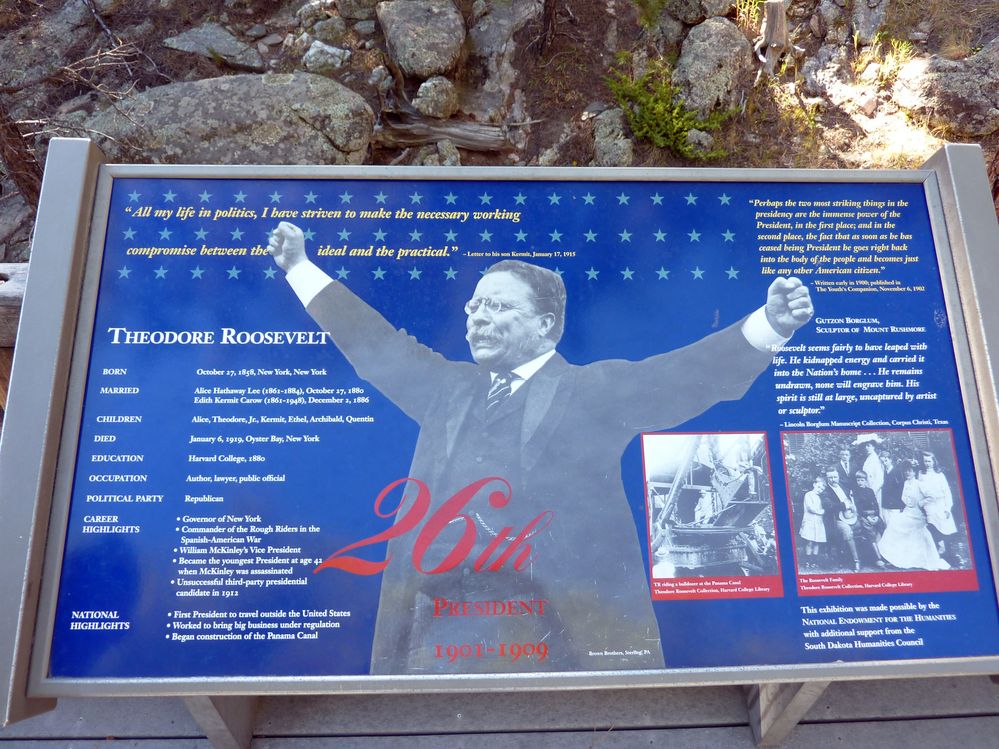 “All my life in politics, I have striven to make the necessary working
compromise between the ideal and the practical.” – Letter to his son Kermit, January 17, 1915
“Perhaps the two most striking things in the
presidency are the immense power of the
President, in the first place; and in the
second place, the fact that as soon as he has
ceased being President he goes right back
into the body of the people and becomes just
like any other American citizen.”
– Written early in 1900; published in
The Youth's Companion, November 6, 1902
GUTZON BORGLUM,
SCULPTOR OF MOUNT RUSHMORE
“Roosevelt seems fairly to have leaped with
life. He kidnapped energy and carried it
into the Nation's home . . . He remains
undrawn, none will engrave him. His
spirit is still at large, uncaptured by artist
or sculptor.”
– Lincoln Borglum Manuscript Collection, Corpus Christi, Texas
THEODORE ROOSEVELT
BORN October 27, 1858, New York, New York
MARRIED Alice Hathaway Lee (1861-1884), October 27, 1880
Edith Kermit Carow (1861-1948), December 2, 1886
CHILDREN Alice, Theodore, Jr., Kermit, Ethel, Archibald, Quentin
DIED January 6, 1919, Oyster Bay, New York
EDUCATION Harvard College, 1880
OCCUPATION Author, lawyer, public official
POLITICAL PARTY Republican
CAREER • Governor of New York
HIGHLIGHTS • Commander of the Rough Riders in the
Spanish-American War
• William McKinley's Vice President
• Became the youngest President at age 42
when McKinley was assassinated
• Unsuccessful third-party presidential
candidate in 1912
NATIONAL • First President to travel outside the United States
HIGHLIGHTS • Worked to bring big business under regulation
• Began construction of the Panama Canal
26th
PRESIDENT
1901-1909
Brown Brothers, Sterling, PA
TR riding a bulldozer at the Panama Canal
Theodore Roosevelt Collection, Harvard College Library
The Roosevelt Family
Theodore Roosevelt Collection, Harvard College Library
This exhibition was made possible by the
NATIONAL ENDOWMENT FOR THE HUMANITIES
with additional support from the
South Dakota Humanities Council